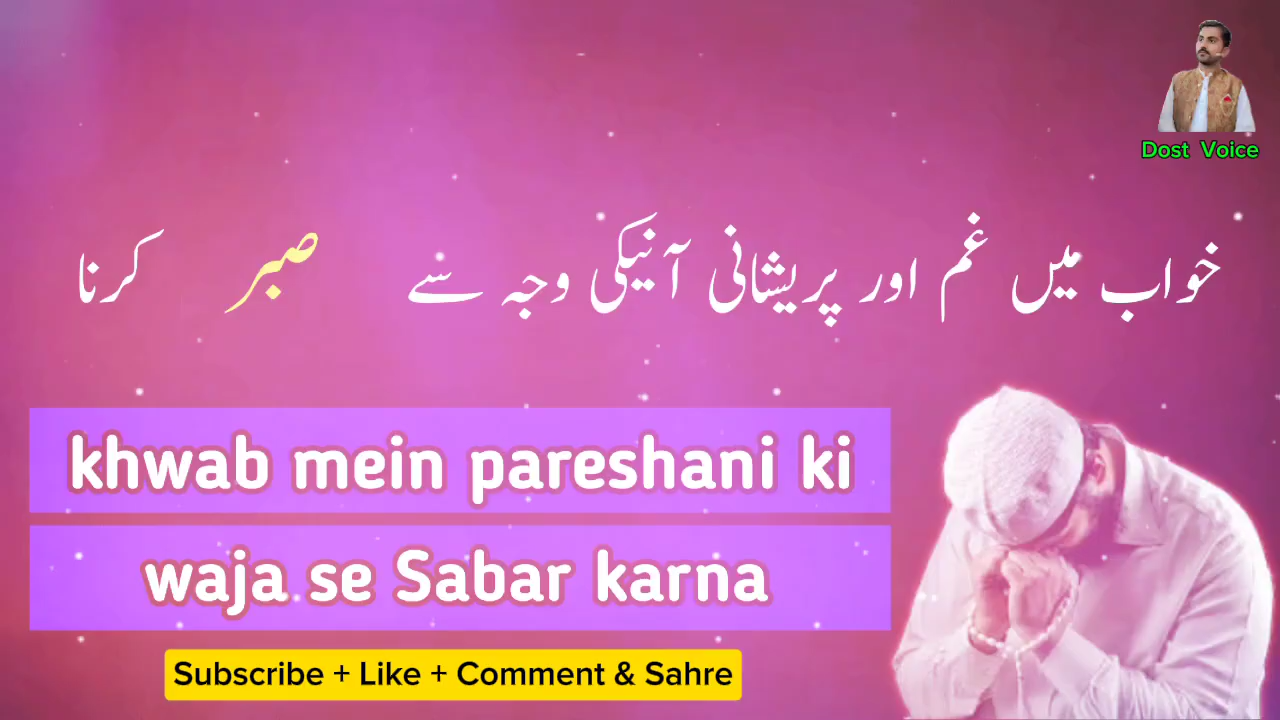 Dost Voice
خواب میں غم اور پریشانی آنیکی وجہ سے صبر کرنا
khwab mein pareshani ki
waja se Sabar karna
Subscribe + Like + Comment & Sahre